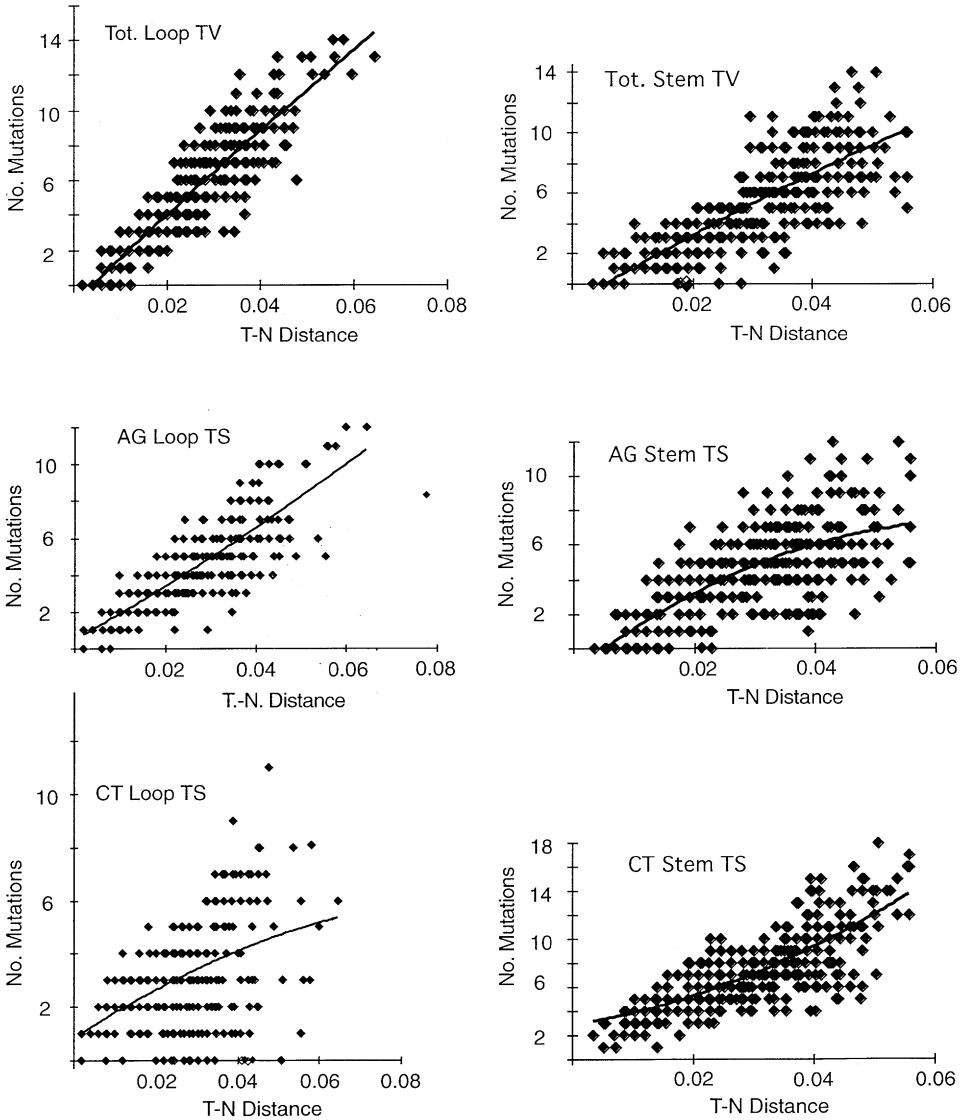 Tot. Loop TV
No. Mutations
14
10
6
2
0.02 0.04 0.06 0.08
T-N Distance
Tot. Stem TV
No. Mutations
14
10
6
2
0.02 0.04 0.06
T-N Distance
AG Loop TS
No. Mutations
10
6
2
0.02 0.04 0.06 0.08
T.-N. Distance
AG Stem TS
No. Mutations
10
6
2
0.02 0.04 0.06
T-N Distance
CT Loop TS
No. Mutations
10
6
2
0.02 0.04 0.06 0.08
T-N Distance
CT Stem TS
No. Mutations
18
14
10
6
2
0.02 0.04 0.06
T-N Distance